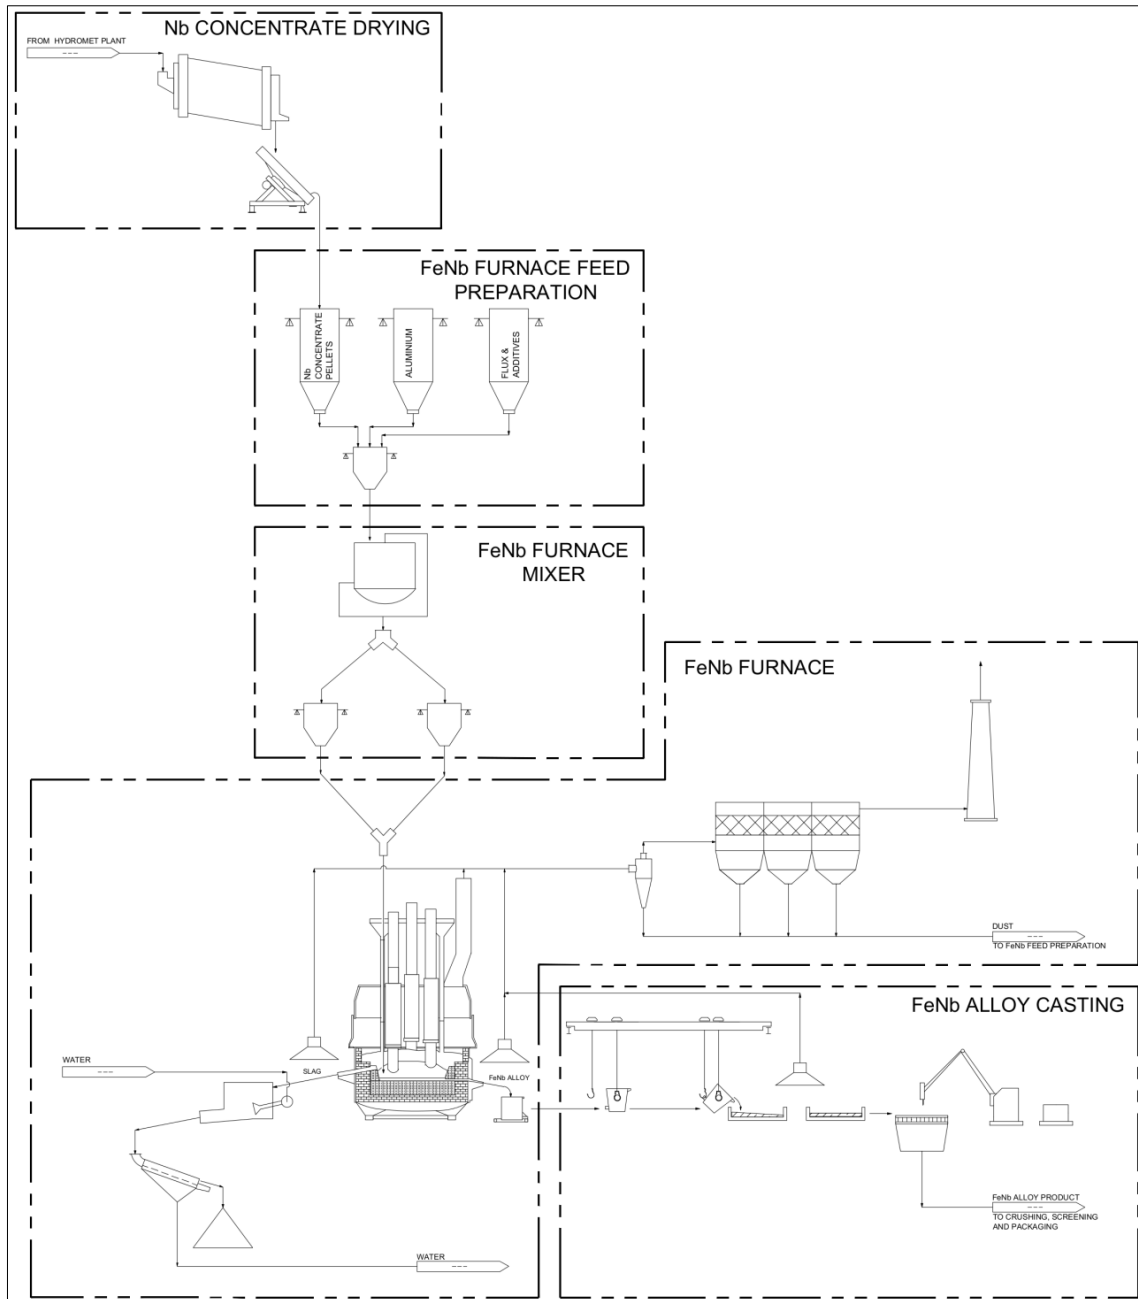 Nb CONCENTRATE DRYING
FROM HYDROMET PLANT
---
FeNb FURNACE FEED
PREPARATION
Nb
CONCENTRATE
PELLETS
ALUMINIUM
FLUX &
ADDITIVES
FeNb FURNACE
MIXER
FeNb FURNACE
DUST
---
TO FeNb FEED PREPARATION
FeNb ALLOY CASTING
WATER
---
SLAG
FeNb ALLOY
FeNb ALLOY PRODUCT
---
TO CRUSHING, SCREENING
AND PACKAGING
WATER
---